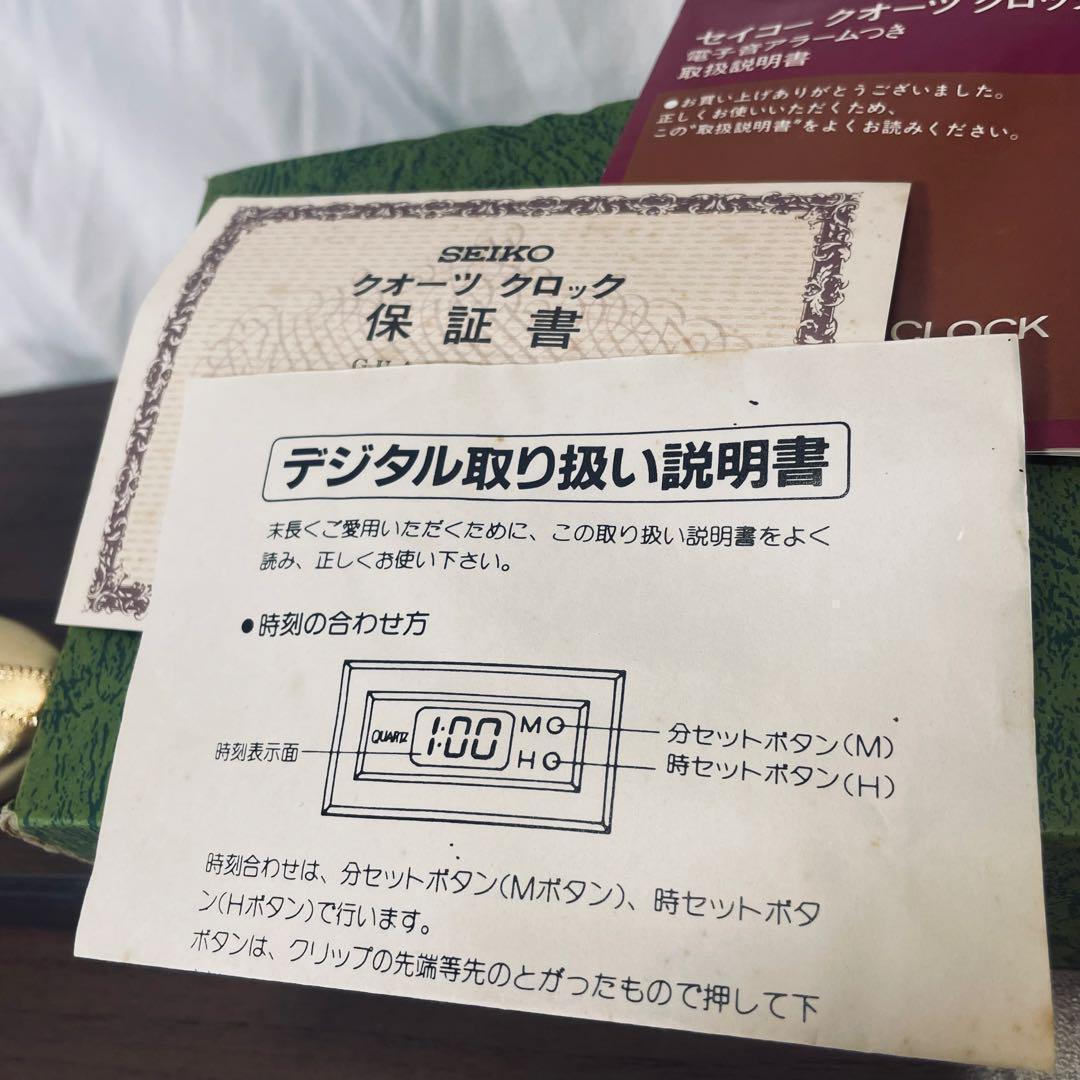 セイコー クオーツ クロック
電子音アラームつき
取扱説明書
●お買い上げありがとうございました。
正しくお使いいただくため、
この"取扱説明書"をよくお読みください。
CLOCK
SEIKO
クオーツ クロック
保証書
デジタル取り扱い説明書
末長くご愛用いただくために、この取り扱い説明書をよく
読み、正しくお使い下さい。
●時刻の合わせ方
QUARTZ
1:00
M
H
時刻表示面
分セットボタン(M)
時セットボタン(H)
時刻合わせは、分セットボタン(Mボタン)、時セットボタ
ン(Hボタン)で行います。
ボタンは、クリップの先端等先のとがったもので押して下